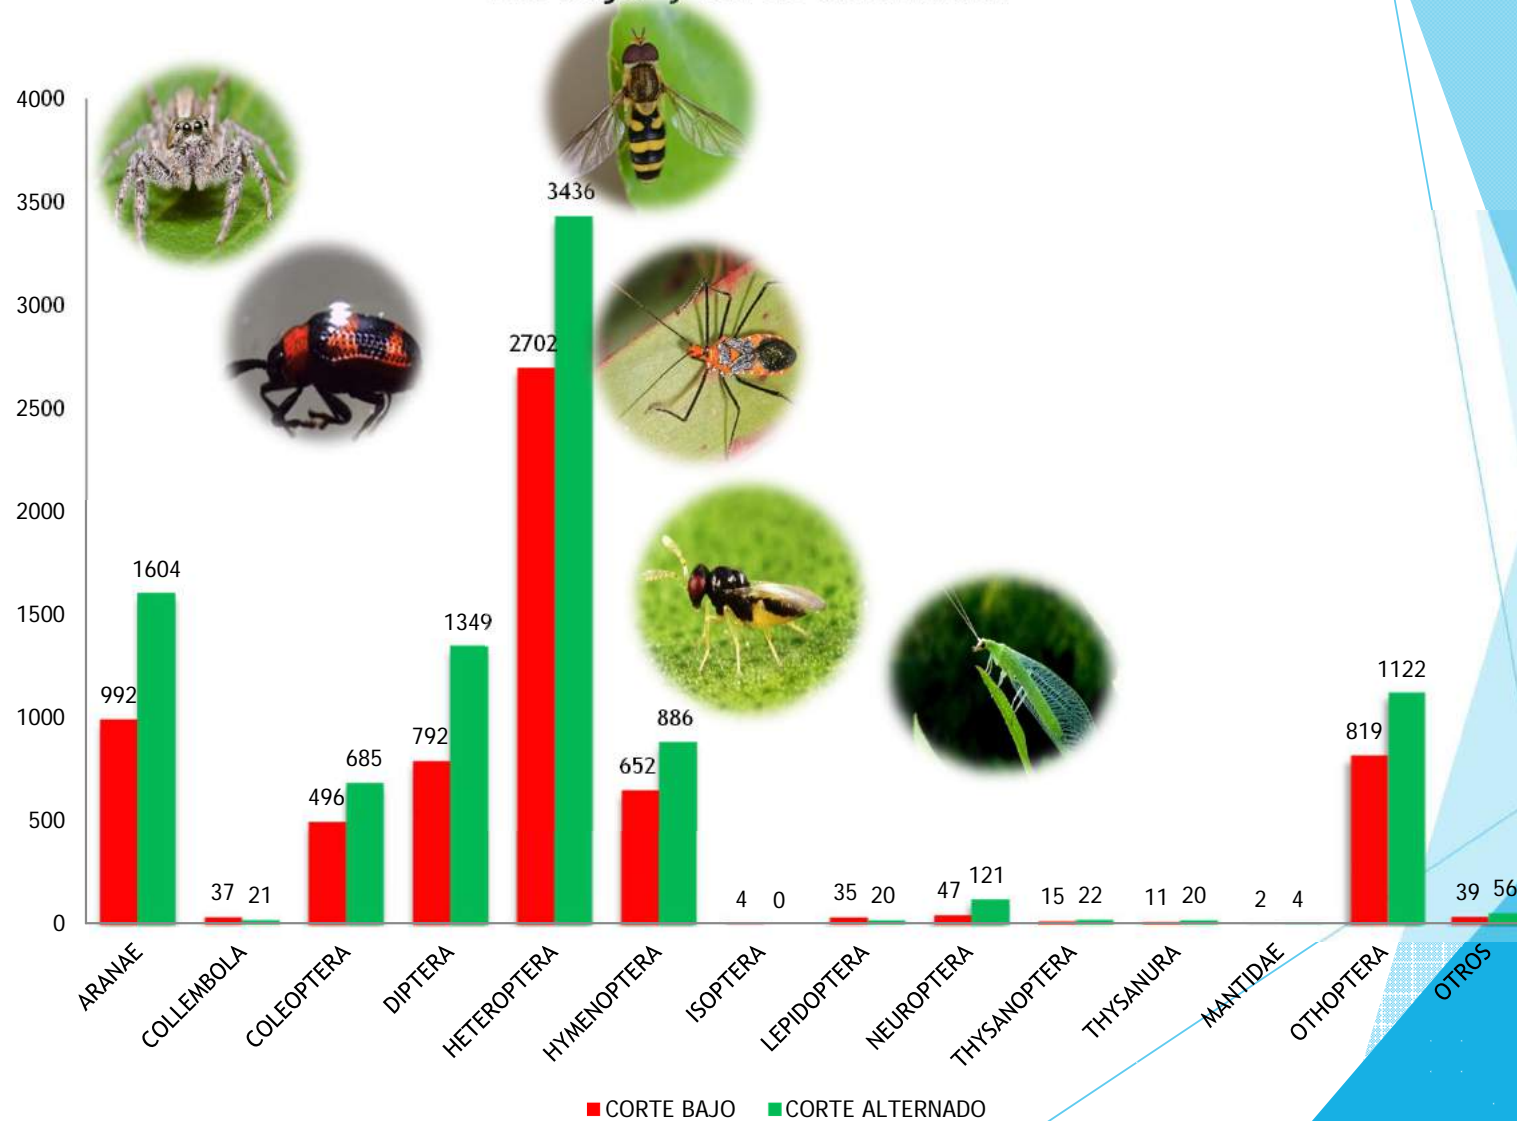 4000
3500
3000
2500
2000
1500
1000
500
0
992 1604
37 21
496 685
792 1349
2702 3436
652 886
4 0
35 20
47 121
15 22
11 20
2 4
819 1122
39 56
ARANAE
COLLEMBOLA
COLEOPTERA
DIPTERA
HETEROPTERA
HYMENOPTERA
ISOPTERA
LEPIDOPTERA
NEUROPTERA
THYSANOPTERA
THYSANURA
MANTIDAE
OTHOPTERA
OTROS
CORTE BAJO CORTE ALTERNADO